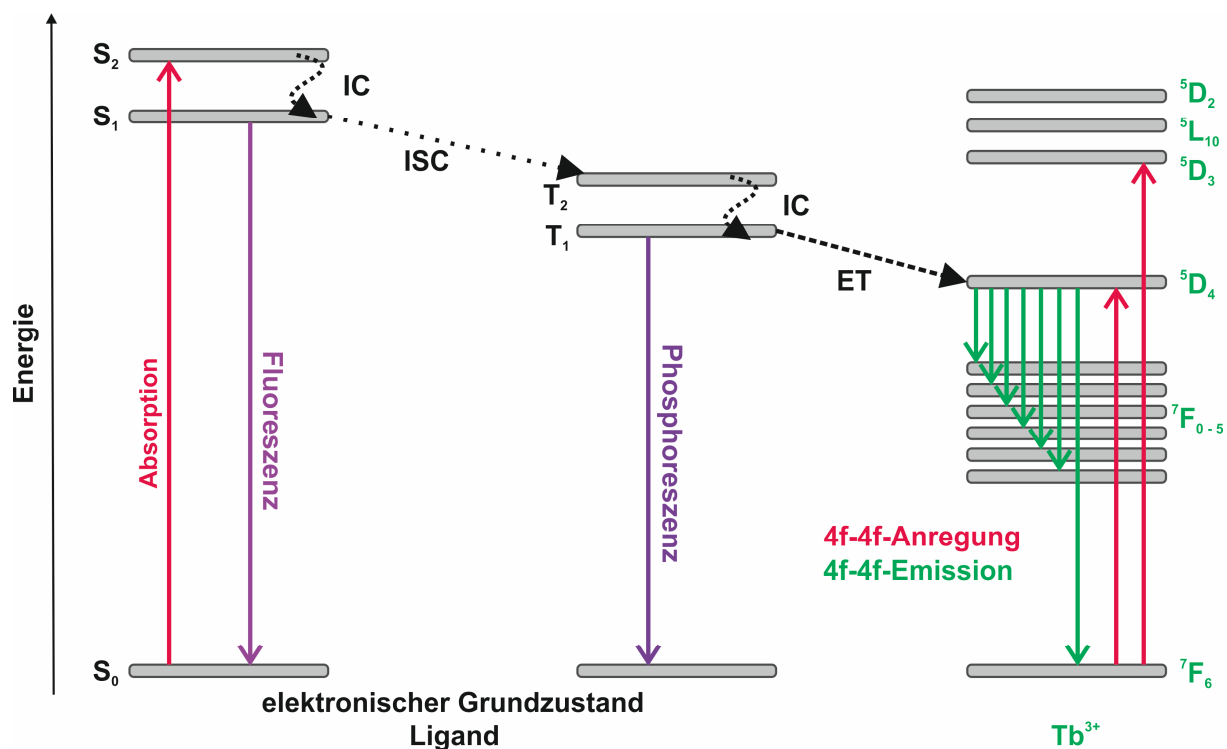 Energie
S₂
IC
S₁
ISC
T₂
IC
T₁
ET
⁵D₂
⁵L₁₀
⁵D₃
⁵D₄
⁷F₀ ₋ ₅
Absorption
Fluoreszenz
Phosphoreszenz
4f-4f-Anregung
4f-4f-Emission
S₀
⁷F₆
elektronischer Grundzustand
Ligand
Tb³⁺